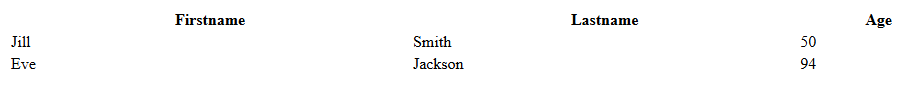 Firstname Lastname Age
Jill Smith 50
Eve Jackson 94